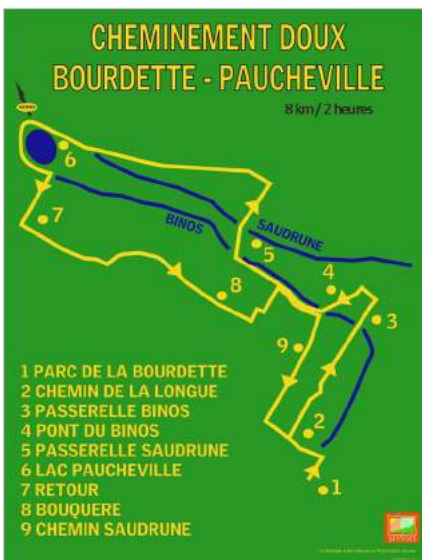 CHEMINEMENT DOUX
BOURDETTE - PAUCHEVILLE
8 km / 2 heures
6
BINOS
SAUDRUNE
7
5
4
8
3
9
2
1
1 PARC DE LA BOURDETTE
2 CHEMIN DE LA LONGUE
3 PASSERELLE BINOS
4 PONT DU BINOS
5 PASSERELLE SAUDRUNE
6 LAC PAUCHEVILLE
7 RETOUR
8 BOUQUERE
9 CHEMIN SAUDRUNE
SEYSSES